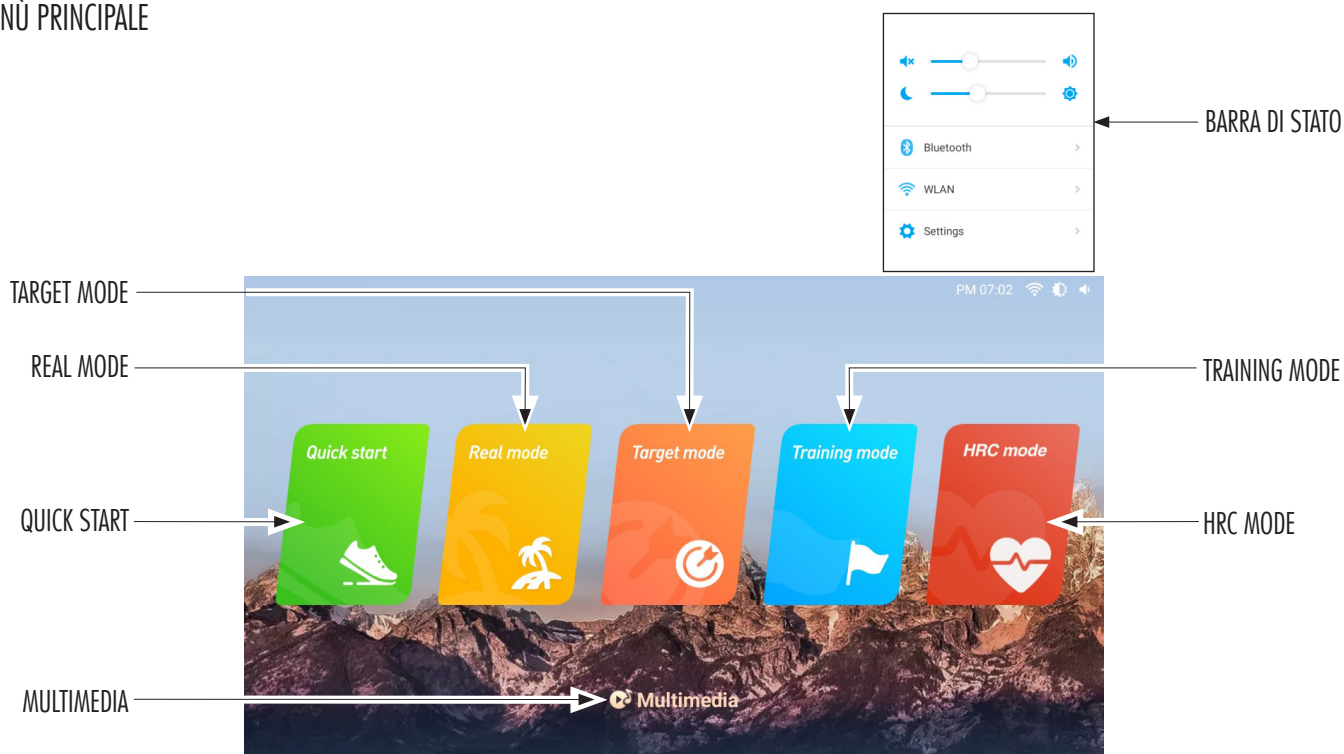 NÙ PRINCIPALE
BARRA DI STATO
Bluetooth
WLAN
Settings
TARGET MODE
PM 07:02
REAL MODE
TRAINING MODE
Quick start
Real mode
Target mode
Training mode
HRC mode
QUICK START
HRC MODE
MULTIMEDIA
Multimedia